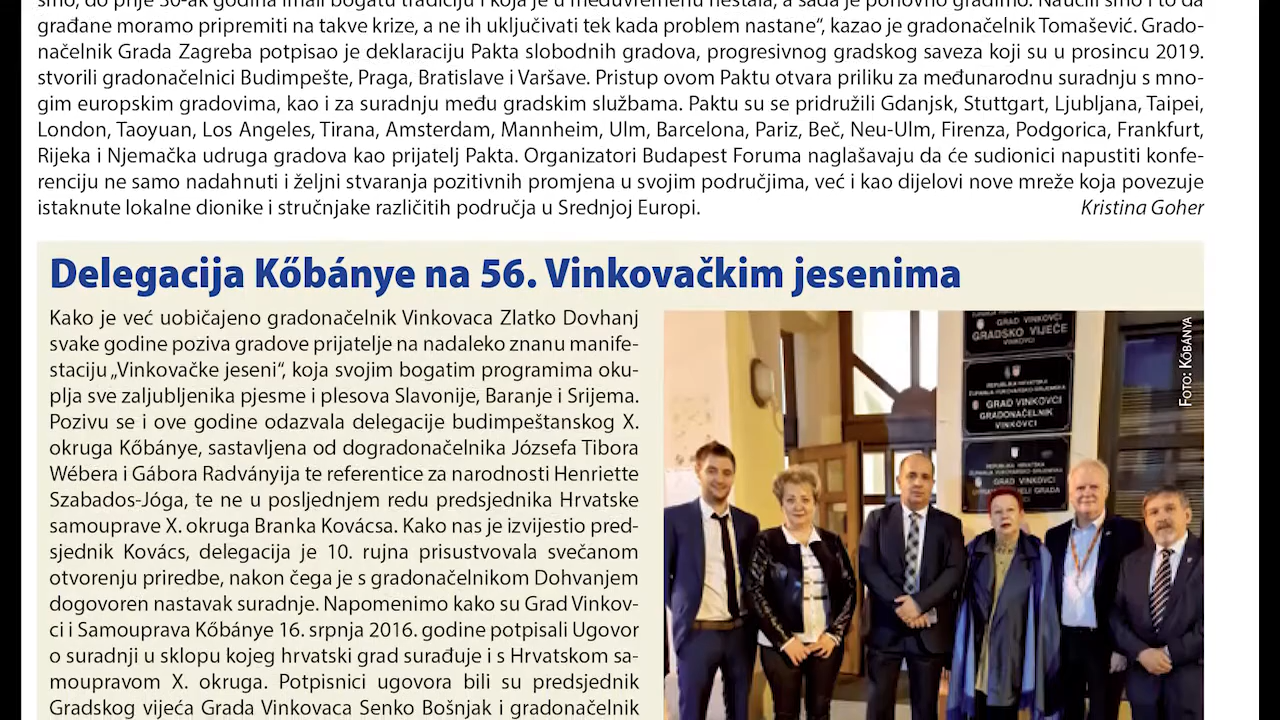 smo, do prije 30-ak godina imali bogatu tradiciju i koja je u međuvremenu nestala, a sada je ponovno gradimo. Naučili smo i to da
građane moramo pripremiti na takve krize, a ne ih uključivati tek kada problem nastane“, kazao je gradonačelnik Tomašević. Grado-
načelnik Grada Zagreba potpisao je deklaraciju Pakta slobodnih gradova, progresivnog gradskog saveza koji su u prosincu 2019.
stvorili gradonačelnici Budimpešte, Praga, Bratislave i Varšave. Pristup ovom Paktu otvara priliku za međunarodnu suradnju s mno-
gim europskim gradovima, kao i za suradnju među gradskim službama. Paktu su se pridružili Gdanjsk, Stuttgart, Ljubljana, Taipei,
London, Taoyuan, Los Angeles, Tirana, Amsterdam, Mannheim, Ulm, Barcelona, Pariz, Beč, Neu-Ulm, Firenza, Podgorica, Frankfurt,
Rijeka i Njemačka udruga gradova kao prijatelj Pakta. Organizatori Budapest Foruma naglašavaju da će sudionici napustiti konfe-
renciju ne samo nadahnuti i željni stvaranja pozitivnih promjena u svojim područjima, već i kao dijelovi nove mreže koja povezuje
istaknute lokalne dionike i stručnjake različitih područja u Srednjoj Europi. Kristina Goher
Delegacija Kőbánye na 56. Vinkovačkim jesenima
Kako je već uobičajeno gradonačelnik Vinkovaca Zlatko Dovhanj
svake godine poziva gradove prijatelje na nadaleko znanu manife-
staciju „Vinkovačke jeseni“, koja svojim bogatim programima oku-
plja sve zaljubljenika pjesma i plesova Slavonije, Baranje i Srijema.
Pozivu se i ove godine odazvala delegacije budimpeštanskog X.
okruga Kőbánye, sastavljena od dogradonačelnika Józsefa Tibora
Wébera i Gábora Radványija te referentice za narodnosti Henriette
Szabados-Jóga, te ne u posljednjem redu predsjednika Hrvatske
samouprave X. okruga Branka Kovácsa. Kako nas je izvijestio pred-
sjednik Kovács, delegacija je 10. rujna prisustvovala svečanom
otvorenju priredbe, nakon čega je s gradonačelnikom Dohvanjem
dogovoren nastavak suradnje. Napomenimo kako su Grad Vinkov-
ci i Samouprava Kőbánye 16. srpnja 2016. godine potpisali Ugovor
o suradnji u sklopu kojeg hrvatski grad surađuje i s Hrvatskom sa-
moupravom X. okruga. Potpisnici ugovora bili su predsjednik
Gradskog vijeća Grada Vinkovaca Senko Bošnjak i gradonačelnik
GRAD VINKOVCI
GRADSKO VIJEĆE
VINKOVCI
REPUBLIKA HRVATSKA
GRAD VINKOVCI
GRADONAČELNIK
VINKOVCI
REPUBLIKA HRVATSKA
GRAD VINKOVCI
FOTO: KŐBÁNYA